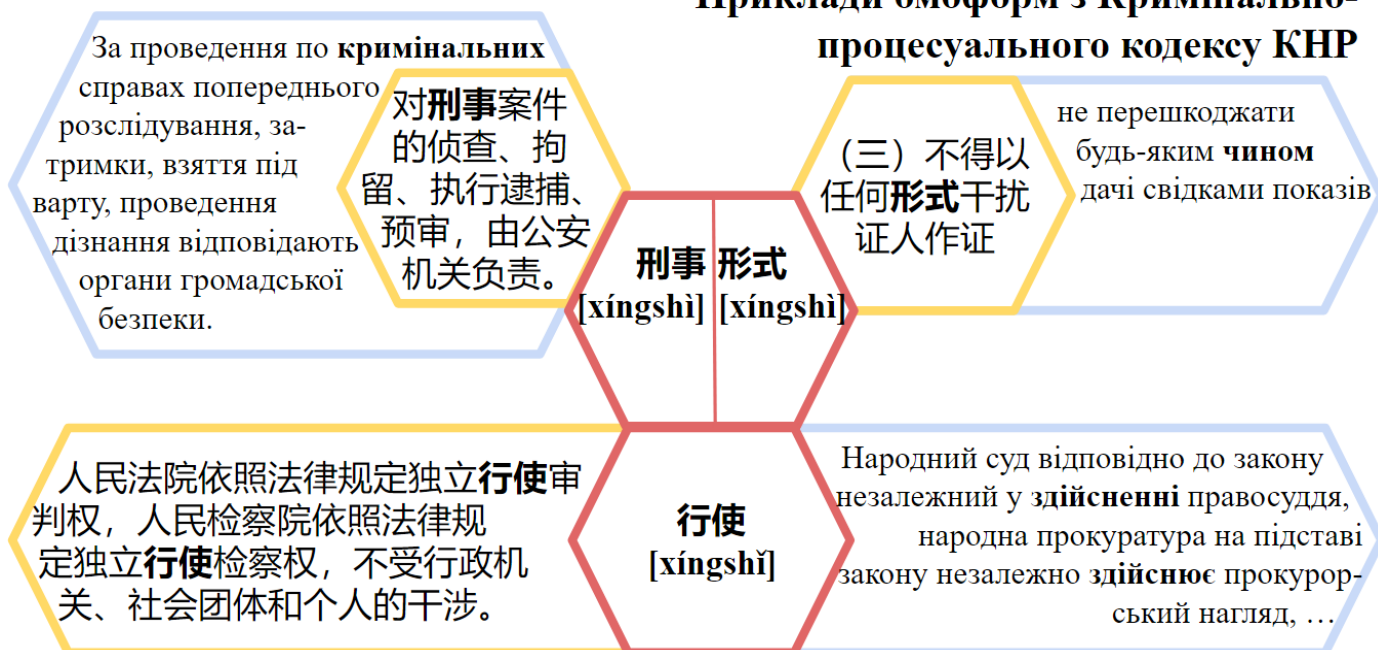 Приклади омоформ з Кримінально-
процесуального кодексу КНР
За проведення по кримінальних
справах попереднього
розслідування, за-
тримки, взяття під
варту, проведення
дізнання відповідають
органи громадської
безпеки.
对刑事案件
的侦查、拘
留、执行逮捕、
预审，由公安
机关负责。
刑事
[xíngshì]
形式
[xíngshì]
（三）不得以
任何形式干扰
证人作证
не перешкоджати
будь-яким чином
дачі свідками показів
人民法院依照法律规定独立行使审
判权，人民检察院依照法律规
定独立行使检察权，不受行政机
关、社会团体和个人的干涉。
行使
[xíngshǐ]
Народний суд відповідно до закону
незалежний у здійсненні правосуддя,
народна прокуратура на підставі
закону незалежно здійснює прокурор-
ський нагляд, …